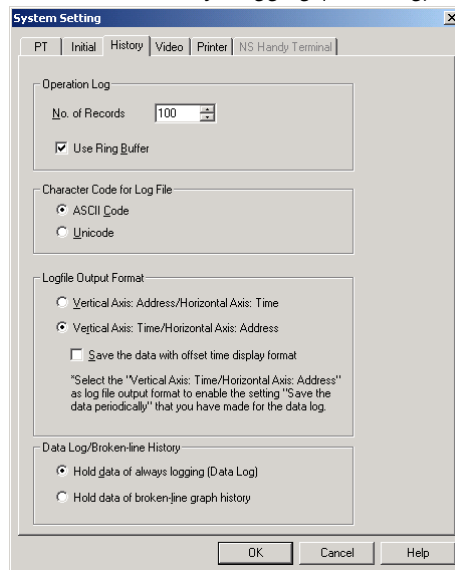 System Setting
PT Initial History Video Printer NS Handy Terminal
Operation Log
No. of Records 100
Use Ring Buffer
Character Code for Log File
ASCII Code
Unicode
Logfile Output Format
Vertical Axis: Address/Horizontal Axis: Time
Vertical Axis: Time/Horizontal Axis: Address
Save the data with offset time display format
*Select the "Vertical Axis: Time/Horizontal Axis: Address"
as log file output format to enable the setting "Save the
data periodically" that you have made for the data log.
Data Log/Broken-line History
Hold data of always logging (Data Log)
Hold data of broken-line graph history
OK Cancel Help